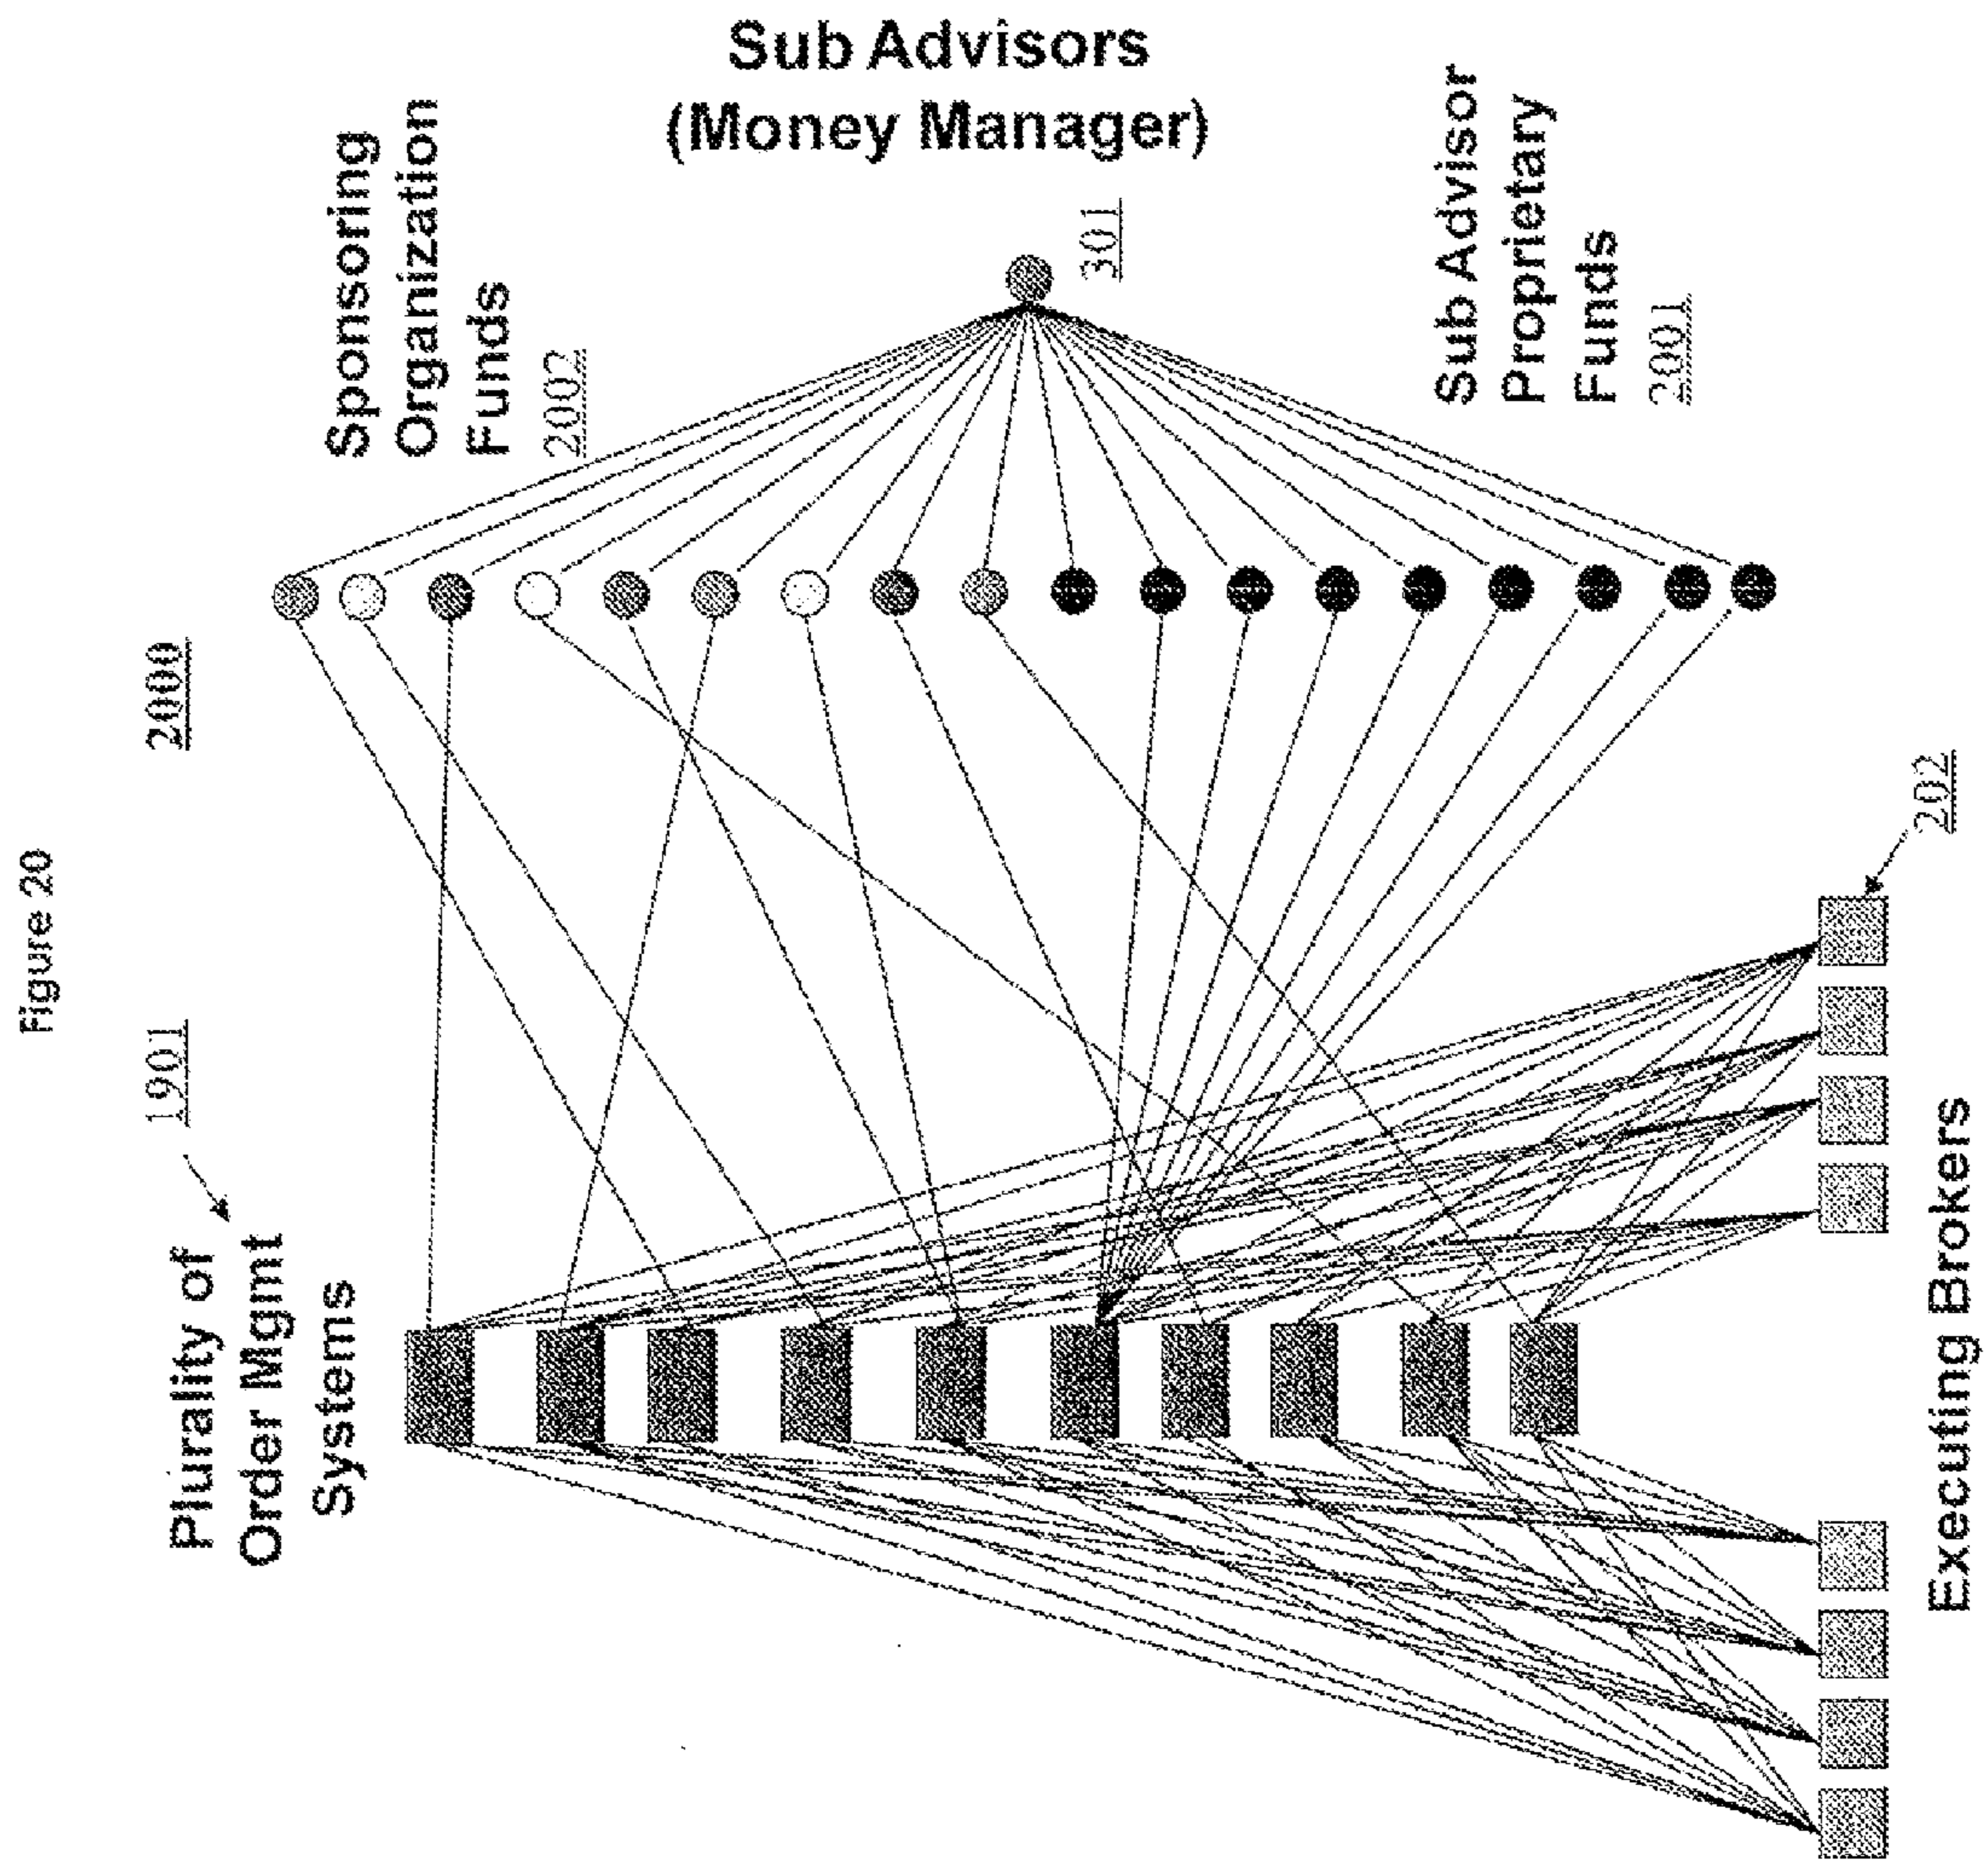 Figure 20
2000
Plurality of
Order Mgmt
Systems
1901
Sponsoring
Organization
Funds
2002
Sub Advisors
(Money Manager)
301
Sub Advisor
Proprietary
Funds
2001
202
Executing Brokers